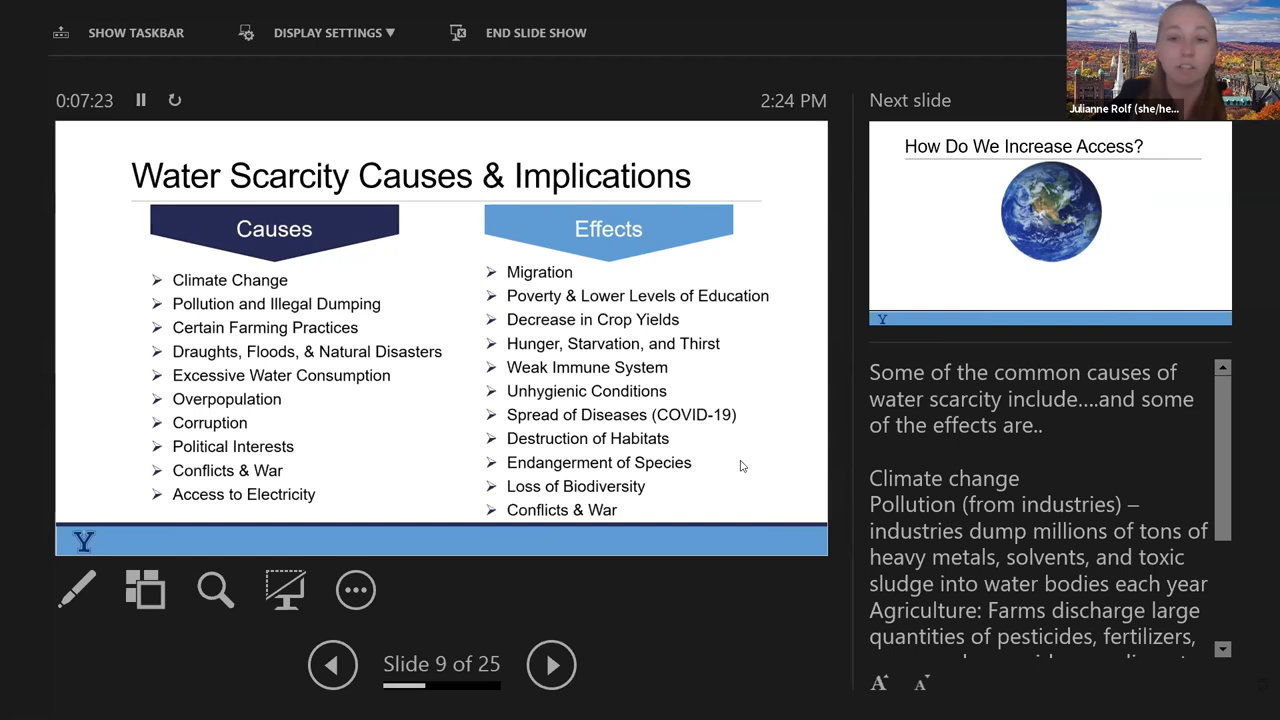 SHOW TASKBAR
DISPLAY SETTINGS ▼
END SLIDE SHOW
Julianne Rolf (she/he...
0:07:23
2:24 PM
Water Scarcity Causes & Implications
Causes
Climate Change
Pollution and Illegal Dumping
Certain Farming Practices
Draughts, Floods, & Natural Disasters
Excessive Water Consumption
Overpopulation
Corruption
Political Interests
Conflicts & War
Access to Electricity
Effects
Migration
Poverty & Lower Levels of Education
Decrease in Crop Yields
Hunger, Starvation, and Thirst
Weak Immune System
Unhygienic Conditions
Spread of Diseases (COVID-19)
Destruction of Habitats
Endangerment of Species
Loss of Biodiversity
Conflicts & War
Y
Slide 9 of 25
Next slide
How Do We Increase Access?
Y
Some of the common causes of
water scarcity include....and some
of the effects are..
Climate change
Pollution (from industries) –
industries dump millions of tons of
heavy metals, solvents, and toxic
sludge into water bodies each year
Agriculture: Farms discharge large
quantities of pesticides, fertilizers,
A A